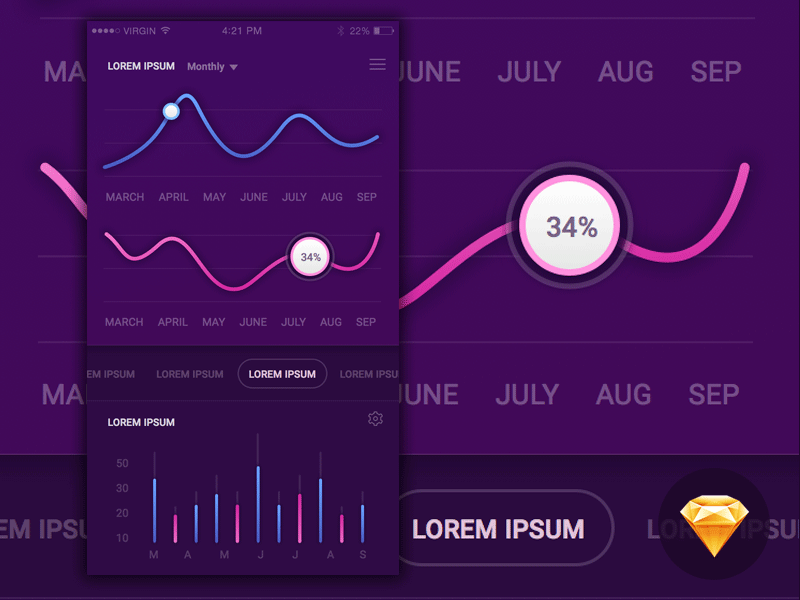 VIRGIN 4:21 PM 22%
LOREM IPSUM Monthly
MARCH APRIL MAY JUNE JULY AUG SEP
34%
MARCH APRIL MAY JUNE JULY AUG SEP
EM IPSUM LOREM IPSUM LOREM IPSUM LOREM IPSU
LOREM IPSUM
50
30
20
10
M A M J J A S
MA JUNE JULY AUG SEP
34%
MA JUNE JULY AUG SEP
EM IPSU LOREM IPSUM LO SUM